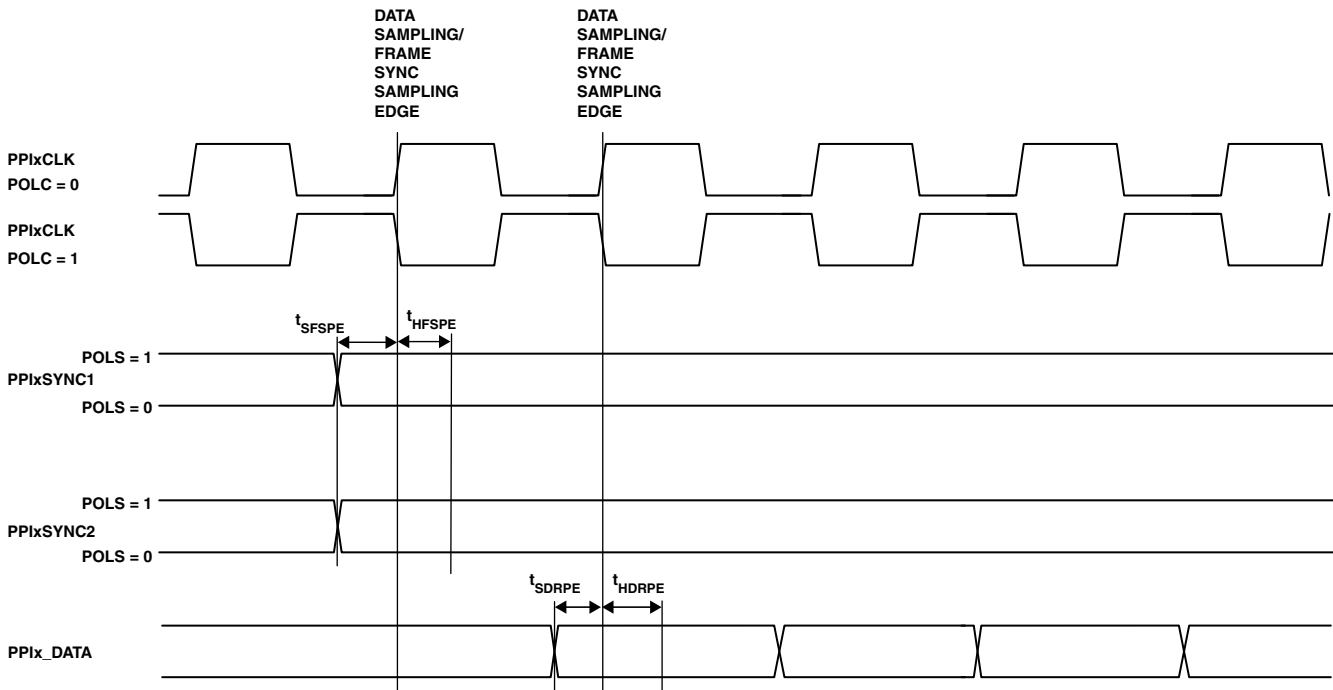 DATA
SAMPLING/
FRAME
SYNC
SAMPLING
EDGE
DATA
SAMPLING/
FRAME
SYNC
SAMPLING
EDGE
PPIxCLK
POLC = 0
PPIxCLK
POLC = 1
tSFSPE
tHFSPE
POLS = 1
PPIxSYNC1
POLS = 0
POLS = 1
PPIxSYNC2
POLS = 0
tSDRPE
tHDRPE
PPIx_DATA